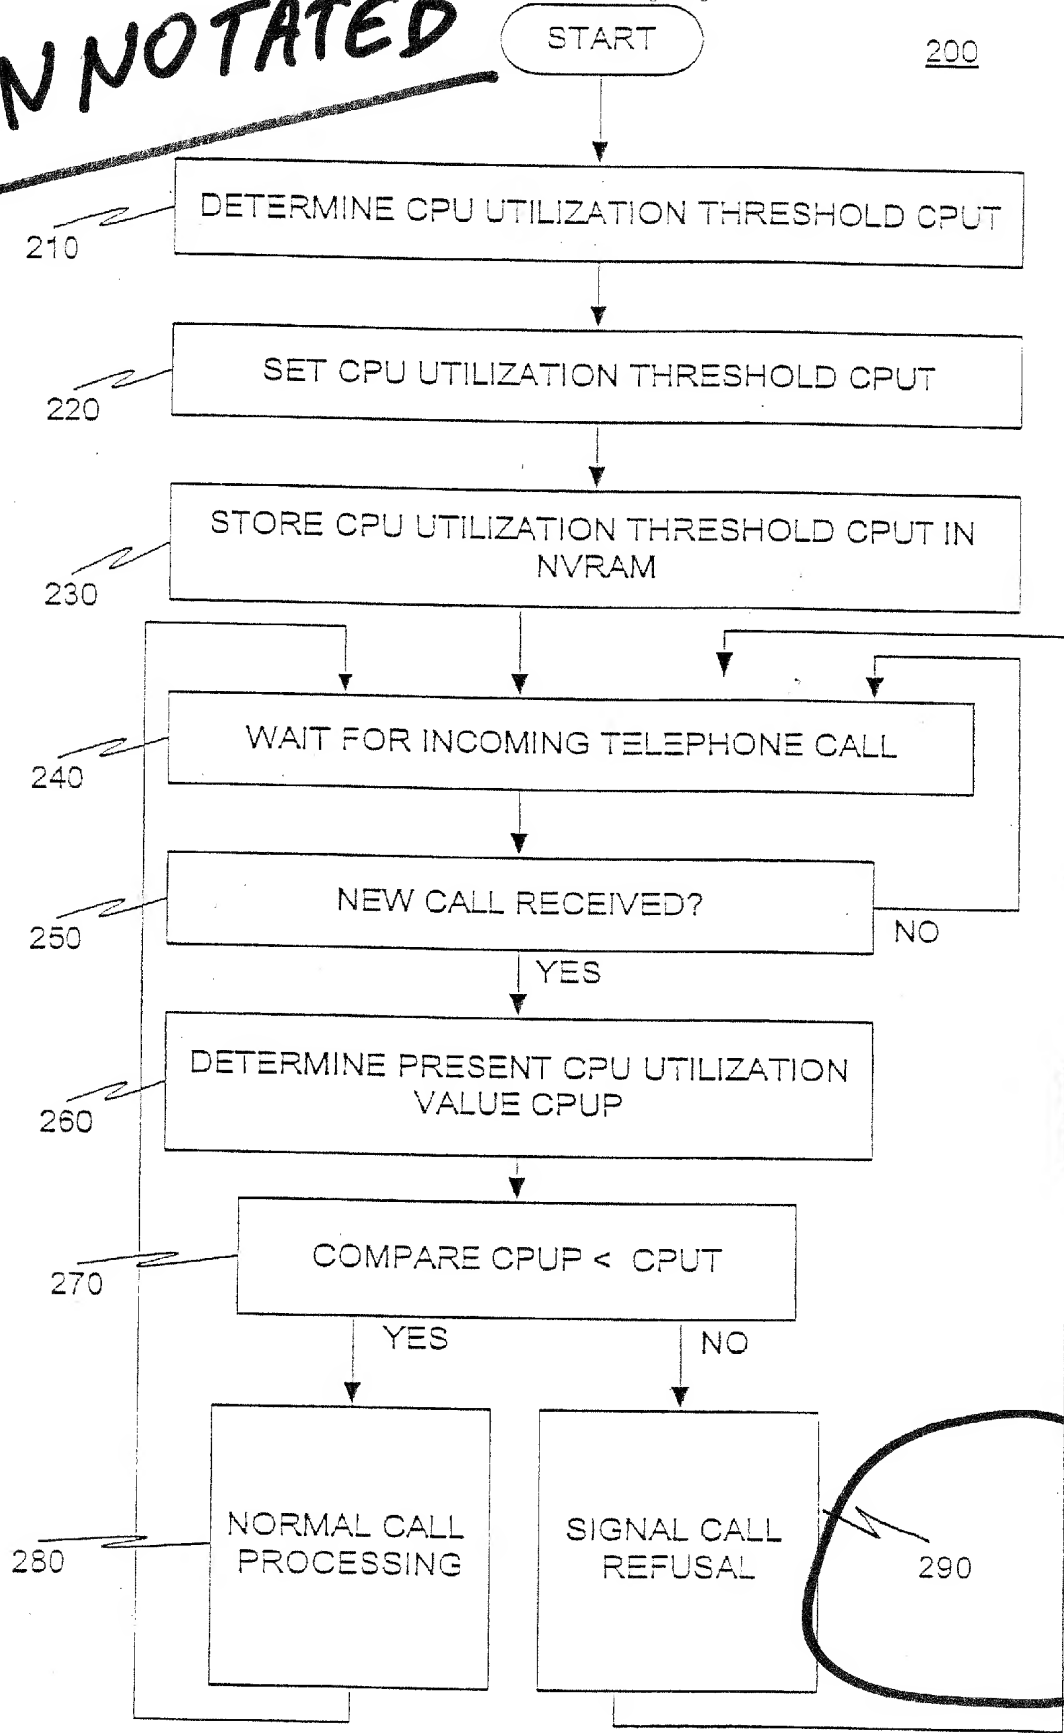 NNOTATED
START
200
DETERMINE CPU UTILIZATION THRESHOLD CPUT
210
SET CPU UTILIZATION THRESHOLD CPUT
220
STORE CPU UTILIZATION THRESHOLD CPUT IN
NVRAM
230
WAIT FOR INCOMING TELEPHONE CALL
240
NEW CALL RECEIVED?
250
NO
YES
DETERMINE PRESENT CPU UTILIZATION
VALUE CPUP
260
COMPARE CPUP < CPUT
270
YES
NO
NORMAL CALL
PROCESSING
280
SIGNAL CALL
REFUSAL
290